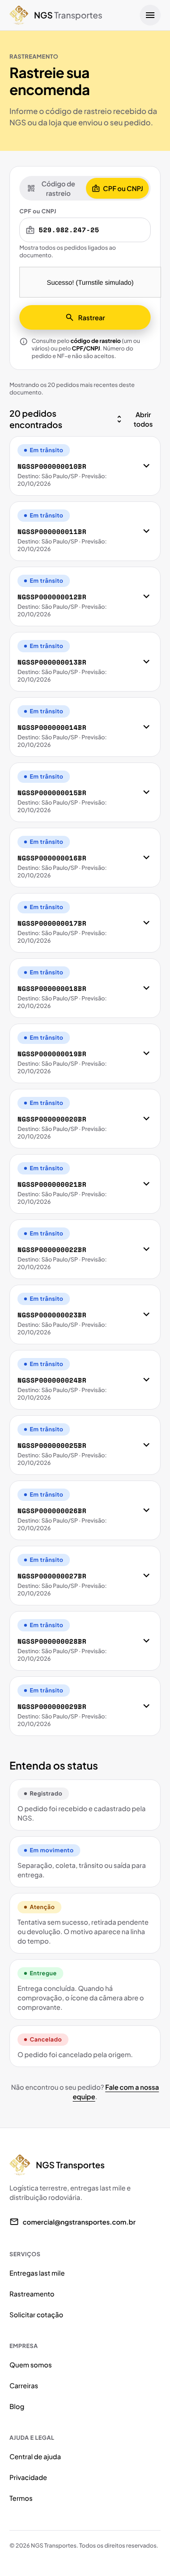 NGS Transportes
RASTREAMENTO
Rastreie sua
encomenda
Informe o código de rastreio recebido da
NGS ou da loja que enviou o seu pedido.
Código de
rastreio
CPF ou CNPJ
CPF ou CNPJ
529.982.247-25
Mostra todos os pedidos ligados ao
documento.
Sucesso! (Turnstile simulado)
Rastrear
Consulte pelo código de rastreio (um ou
vários) ou pelo CPF/CNPJ. Número do
pedido e NF-e não são aceitos.
Mostrando os 20 pedidos mais recentes deste
documento.
20 pedidos
encontrados
Abrir
todos
Em trânsito
NGSSP000000010BR
Destino: São Paulo/SP · Previsão:
20/10/2026
Em trânsito
NGSSP000000011BR
Destino: São Paulo/SP · Previsão:
20/10/2026
Em trânsito
NGSSP000000012BR
Destino: São Paulo/SP · Previsão:
20/10/2026
Em trânsito
NGSSP000000013BR
Destino: São Paulo/SP · Previsão:
20/10/2026
Em trânsito
NGSSP000000014BR
Destino: São Paulo/SP · Previsão:
20/10/2026
Em trânsito
NGSSP000000015BR
Destino: São Paulo/SP · Previsão:
20/10/2026
Em trânsito
NGSSP000000016BR
Destino: São Paulo/SP · Previsão:
20/10/2026
Em trânsito
NGSSP000000017BR
Destino: São Paulo/SP · Previsão:
20/10/2026
Em trânsito
NGSSP000000018BR
Destino: São Paulo/SP · Previsão:
20/10/2026
Em trânsito
NGSSP000000019BR
Destino: São Paulo/SP · Previsão:
20/10/2026
Em trânsito
NGSSP000000020BR
Destino: São Paulo/SP · Previsão:
20/10/2026
Em trânsito
NGSSP000000021BR
Destino: São Paulo/SP · Previsão:
20/10/2026
Em trânsito
NGSSP000000022BR
Destino: São Paulo/SP · Previsão:
20/10/2026
Em trânsito
NGSSP000000023BR
Destino: São Paulo/SP · Previsão:
20/10/2026
Em trânsito
NGSSP000000024BR
Destino: São Paulo/SP · Previsão:
20/10/2026
Em trânsito
NGSSP000000025BR
Destino: São Paulo/SP · Previsão:
20/10/2026
Em trânsito
NGSSP000000026BR
Destino: São Paulo/SP · Previsão:
20/10/2026
Em trânsito
NGSSP000000027BR
Destino: São Paulo/SP · Previsão:
20/10/2026
Em trânsito
NGSSP000000028BR
Destino: São Paulo/SP · Previsão:
20/10/2026
Em trânsito
NGSSP000000029BR
Destino: São Paulo/SP · Previsão:
20/10/2026
Entenda os status
Registrado
O pedido foi recebido e cadastrado pela
NGS.
Em movimento
Separação, coleta, trânsito ou saída para
entrega.
Atenção
Tentativa sem sucesso, retirada pendente
ou devolução. O motivo aparece na linha
do tempo.
Entregue
Entrega concluída. Quando há
comprovação, o ícone da câmera abre o
comprovante.
Cancelado
O pedido foi cancelado pela origem.
Não encontrou o seu pedido? Fale com a nossa
equipe.
NGS Transportes
Logística terrestre, entregas last mile e
distribuição rodoviária.
comercial@ngstransportes.com.br
SERVIÇOS
Entregas last mile
Rastreamento
Solicitar cotação
EMPRESA
Quem somos
Carreiras
Blog
AJUDA E LEGAL
Central de ajuda
Privacidade
Termos
© 2026 NGS Transportes. Todos os direitos reservados.